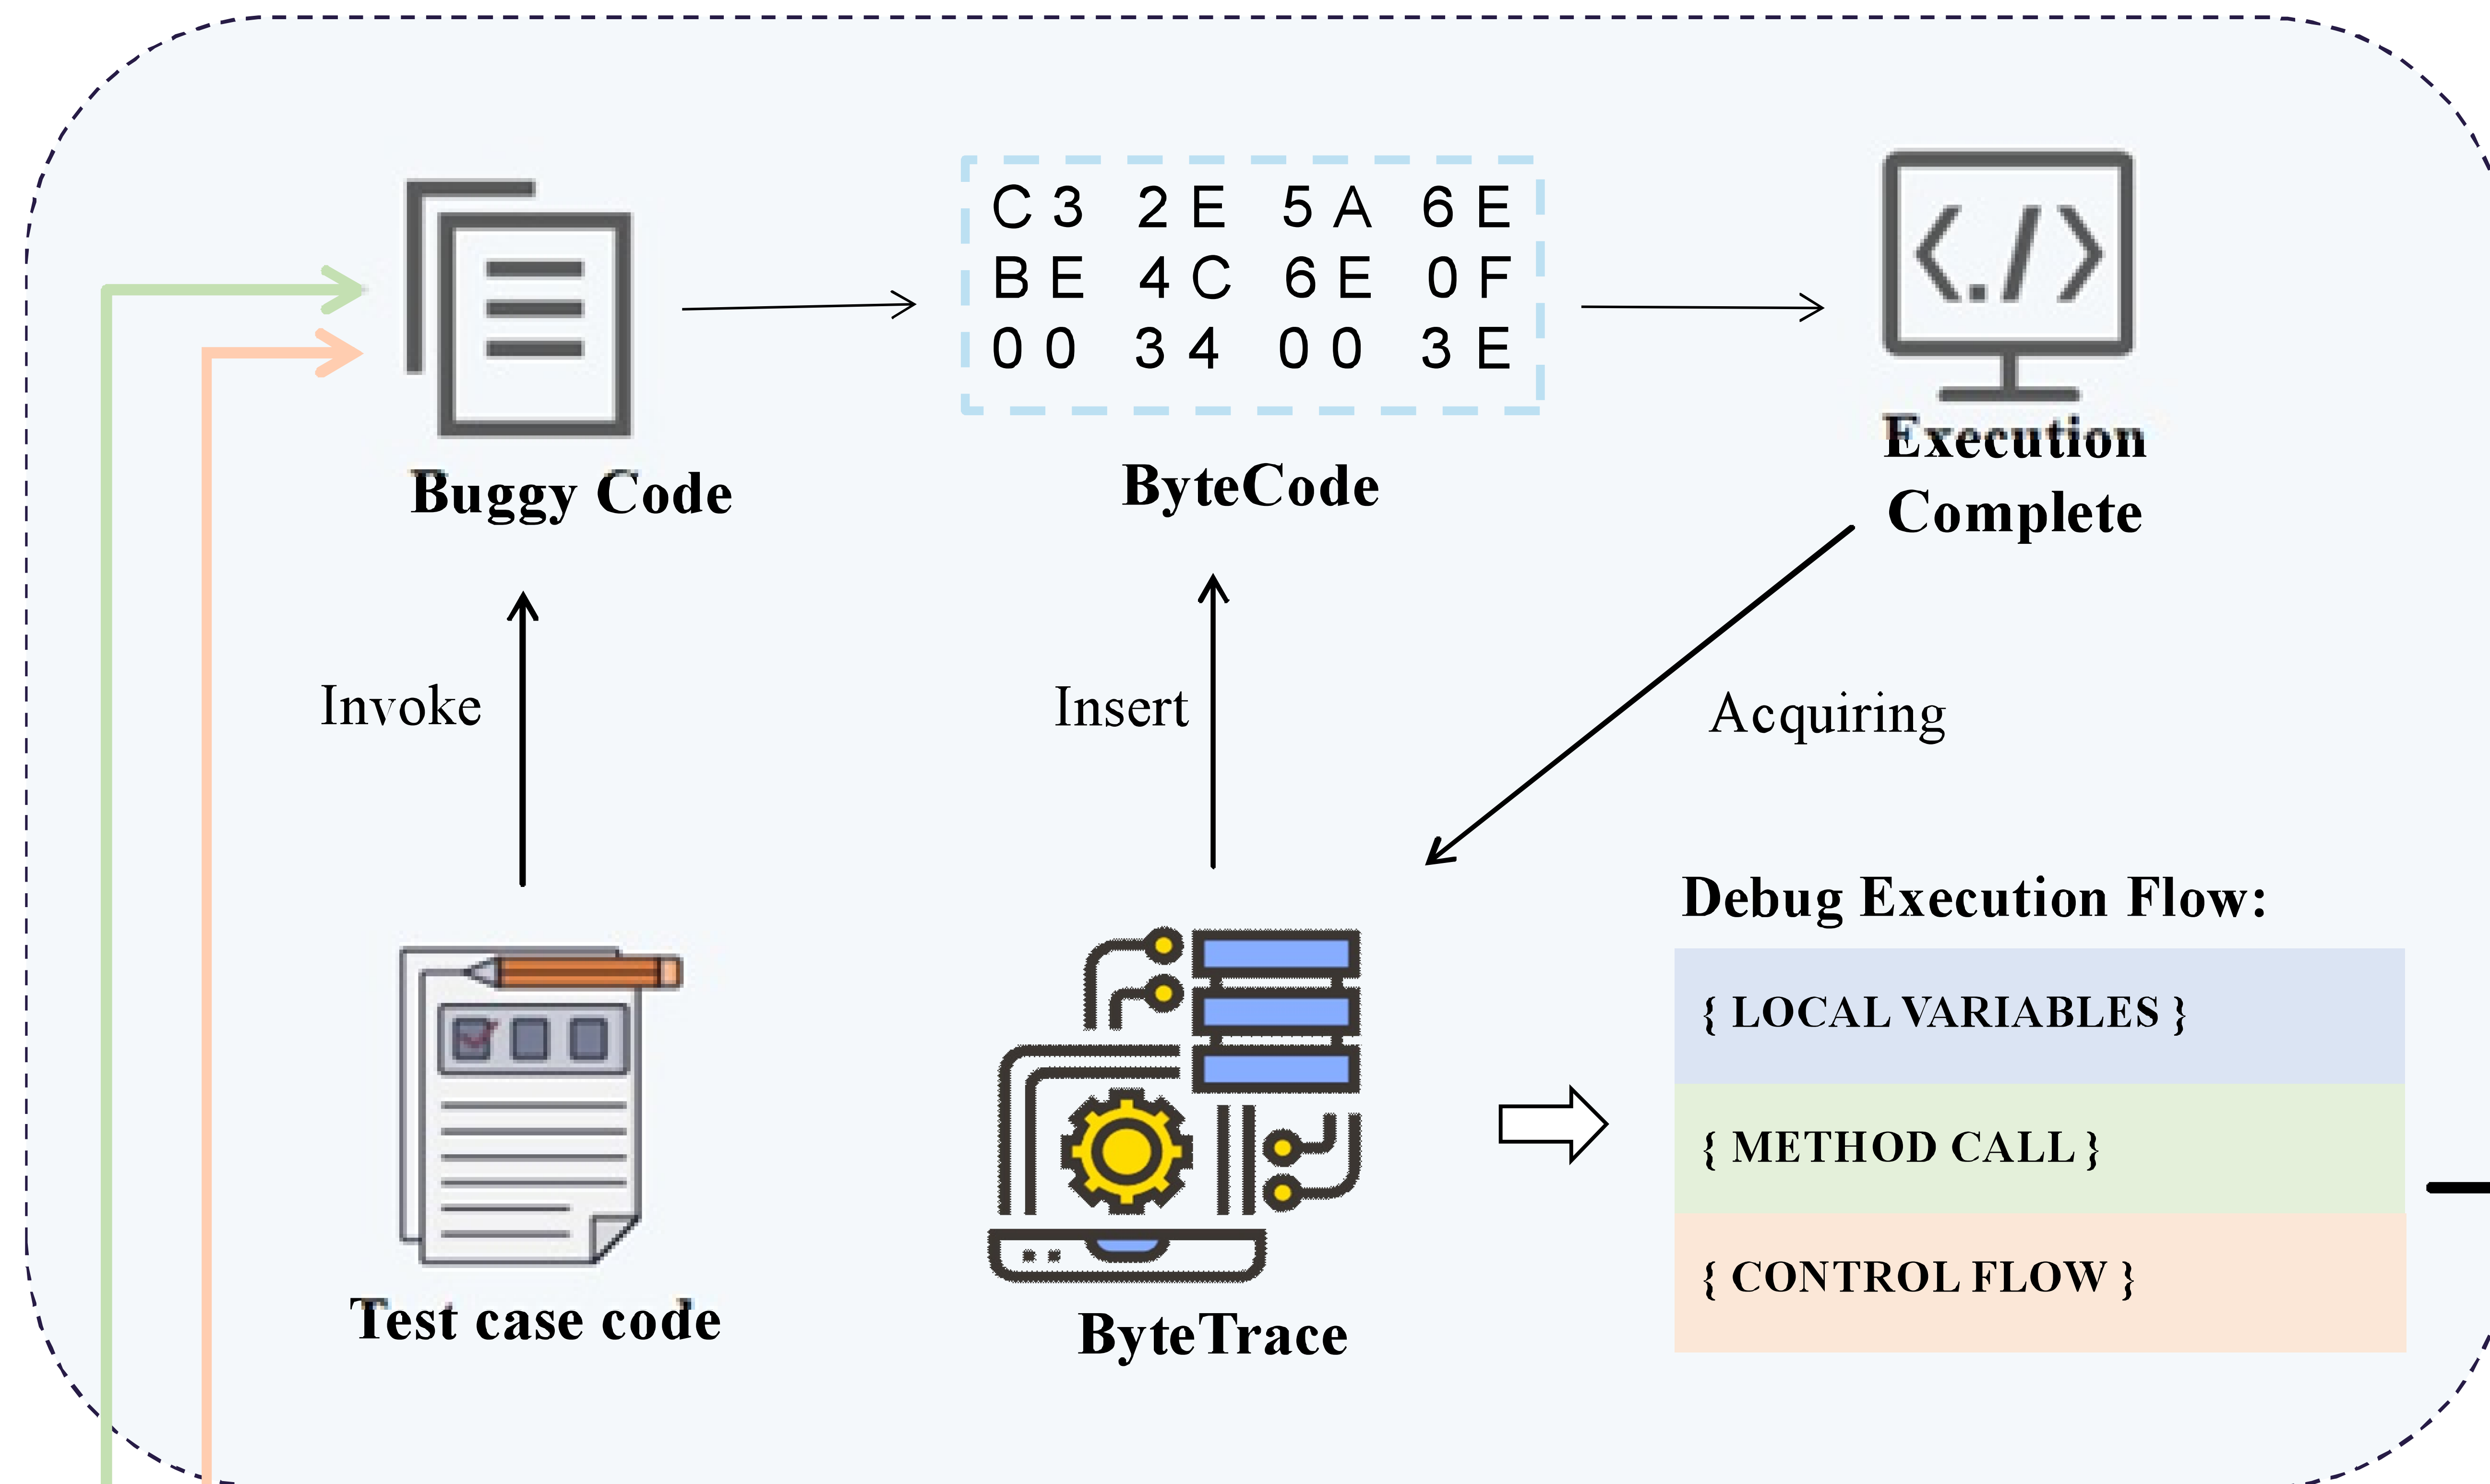 C3 2E 5A 6E
BE 4C 6E 0F
00 34 00 3E
Buggy Code
ByteCode
Execution
Complete
Invoke
Insert
Acquiring
Debug Execution Flow:
{ LOCAL VARIABLES }
{ METHOD CALL }
{ CONTROL FLOW }
Test case code
ByteTrace